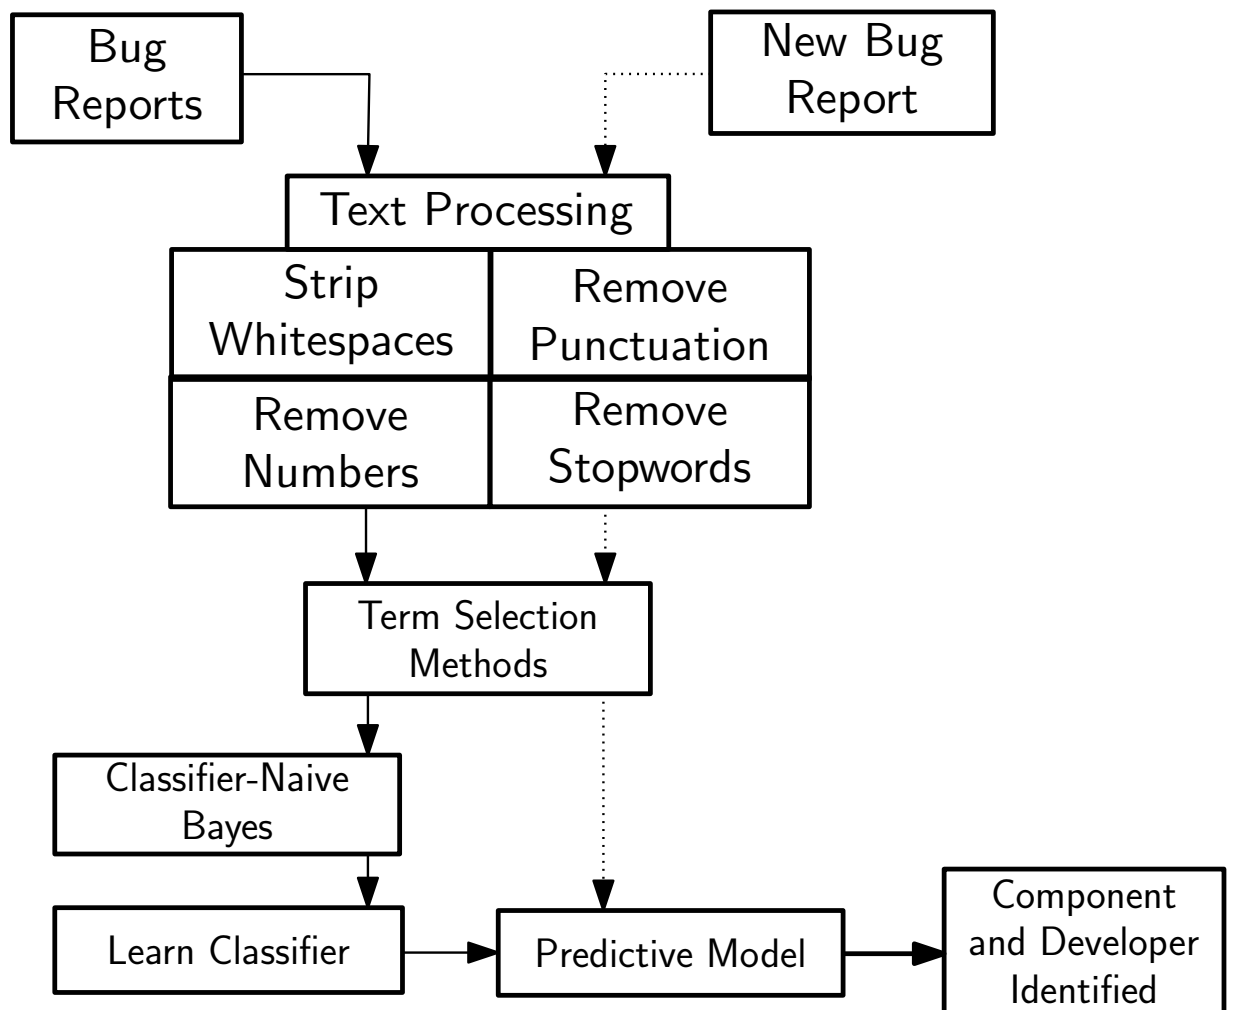 Bug
Reports
New Bug
Report
Text Processing
Strip
Whitespaces
Remove
Punctuation
Remove
Numbers
Remove
Stopwords
Term Selection
Methods
Classifier-Naive
Bayes
Learn Classifier
Predictive Model
Component
and Developer
Identified